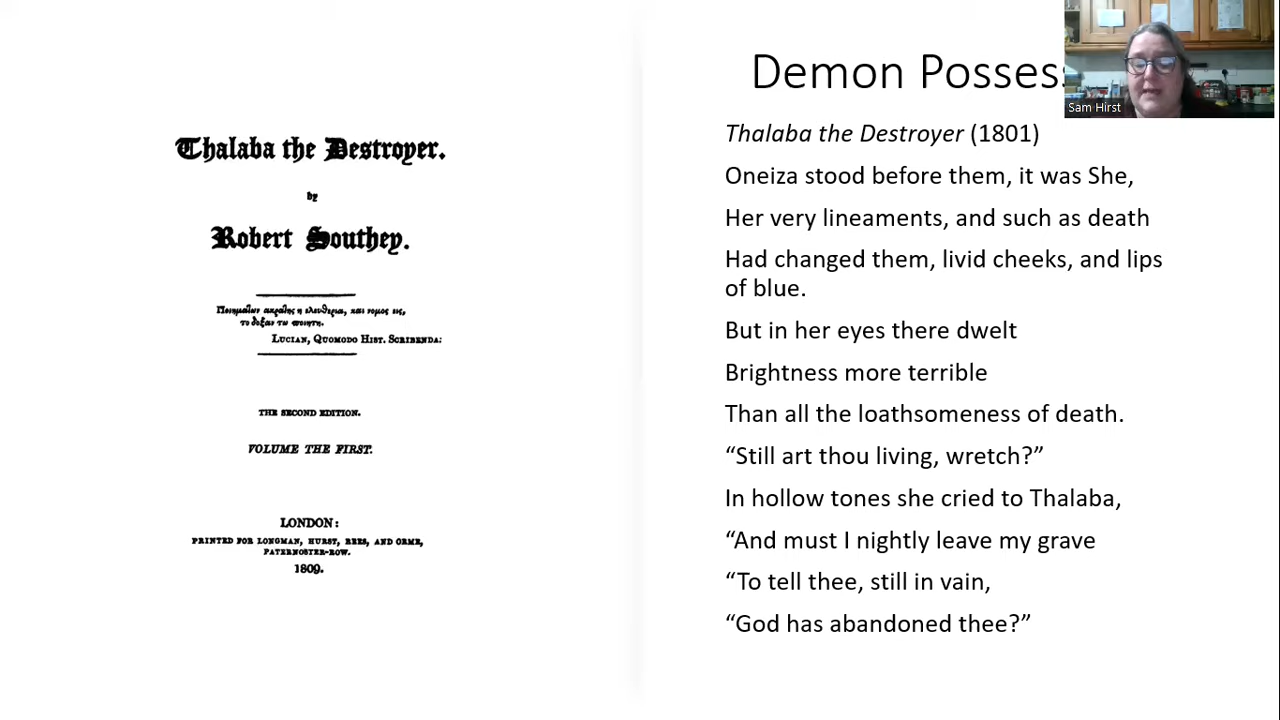 Thalaba the Destroyer.
by
Robert Southey.
LUCIAN, QUOMODO HIST. SCRIBENDA:
THE SECOND EDITION.
VOLUME THE FIRST.
LONDON:
PRINTED FOR LONGMAN, HURST, REES, AND ORME,
PATERNOSTER-ROW.
1809.
Demon Possess
Sam Hirst
Thalaba the Destroyer (1801)
Oneiza stood before them, it was She,
Her very lineaments, and such as death
Had changed them, livid cheeks, and lips
of blue.
But in her eyes there dwelt
Brightness more terrible
Than all the loathsomeness of death.
“Still art thou living, wretch?”
In hollow tones she cried to Thalaba,
“And must I nightly leave my grave
“To tell thee, still in vain,
“God has abandoned thee?”